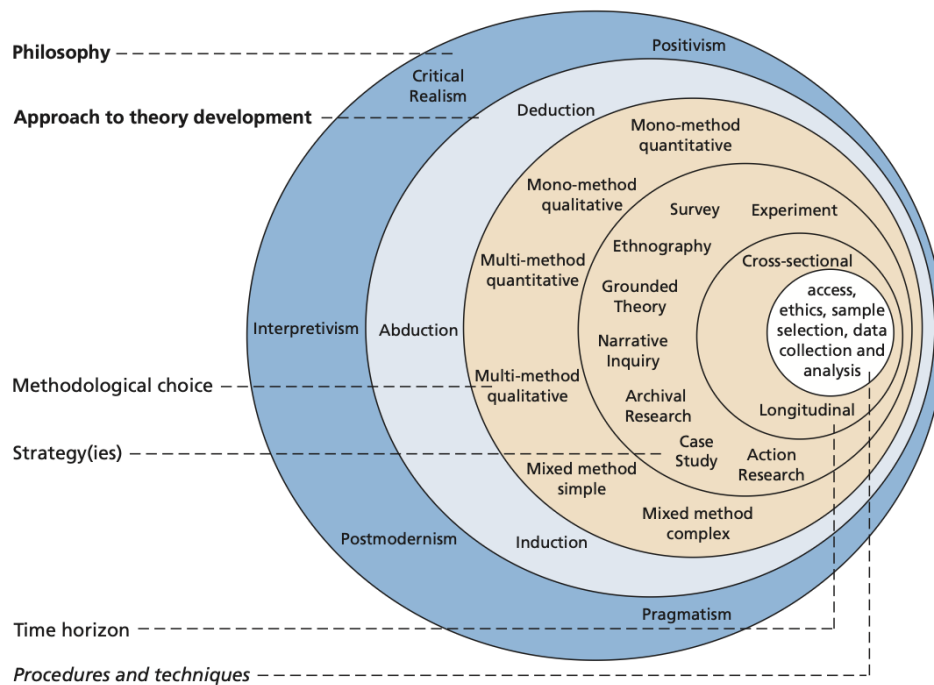 Philosophy
Positivism
Critical
Realism
Approach to theory development
Deduction
Mono-method
quantitative
Mono-method
qualitative
Survey
Experiment
Ethnography
Multi-method
quantitative
Cross-sectional
Grounded
Theory
access,
ethics, sample
selection, data
collection and
analysis
Interpretivism
Abduction
Narrative
Inquiry
Methodological choice
Multi-method
qualitative
Archival
Research
Longitudinal
Strategy(ies)
Case
Study
Action
Research
Mixed method
simple
Mixed method
complex
Postmodernism
Induction
Pragmatism
Time horizon
Procedures and techniques